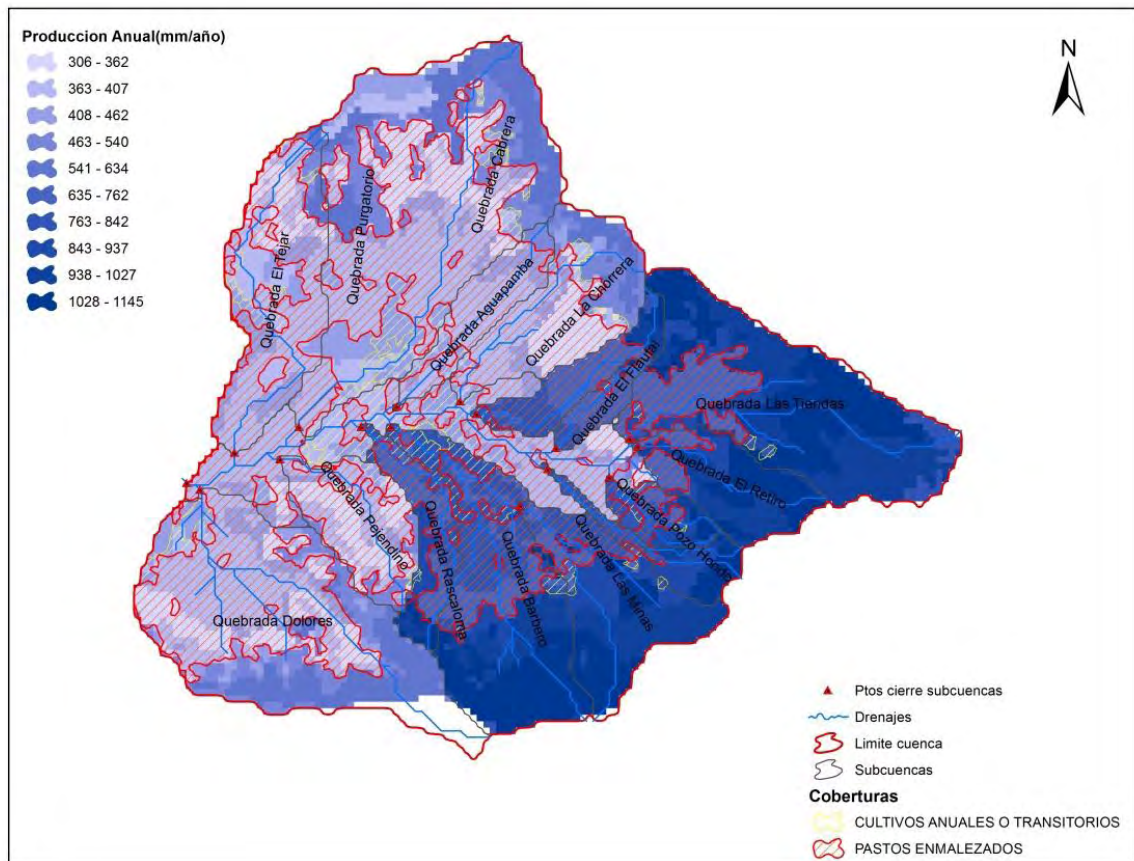 Produccion Anual(mm/año)
306 - 362
363 - 407
408 - 462
463 - 540
541 - 634
635 - 762
763 - 842
843 - 937
938 - 1027
1028 - 1145
N
Quebrada Cabrera
Quebrada Purgatorio
Quebrada El Tejar
Quebrada Aguapamba
Quebrada La Chorrera
Quebrada El Flautal
Quebrada Las Tiendas
Quebrada El Retiro
Quebrada Pozo Hondo
Quebrada Las Minas
Quebrada Barbero
Quebrada Rascaloma
Quebrada Pejendino
Quebrada Dolores
Ptos cierre subcuencas
Drenajes
Limite cuenca
Subcuencas
Coberturas
CULTIVOS ANUALES O TRANSITORIOS
PASTOS ENMALEZADOS